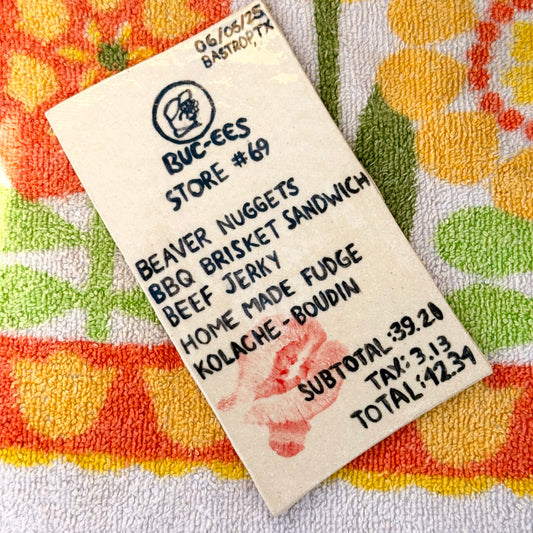 06/05/25
BASTROP, TX
BUC-EES
STORE #69
BEAVER NUGGETS
BBQ BRISKET SANDWICH
BEEF JERKY
HOME MADE FUDGE
KOLACHE - BOUDIN
SUBTOTAL: 39.20
TAX: 3.13
TOTAL: 42.34